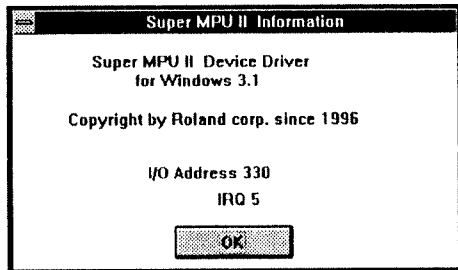 Super MPU II Information
Super MPU II Device Driver
for Windows 3.1
Copyright by Roland corp. since 1996
I/O Address 330
IRQ 5
OK